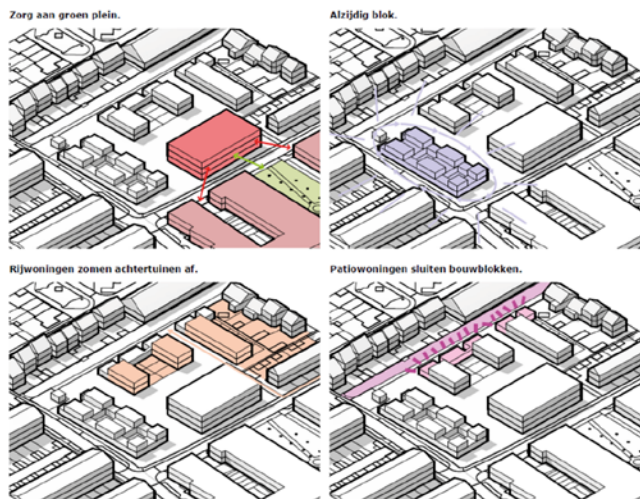 Zorg aan groen plein.
Alzijdig blok.
Rijwoningen zomen achtertuinen af.
Patiowoningen sluiten bouwblokken.